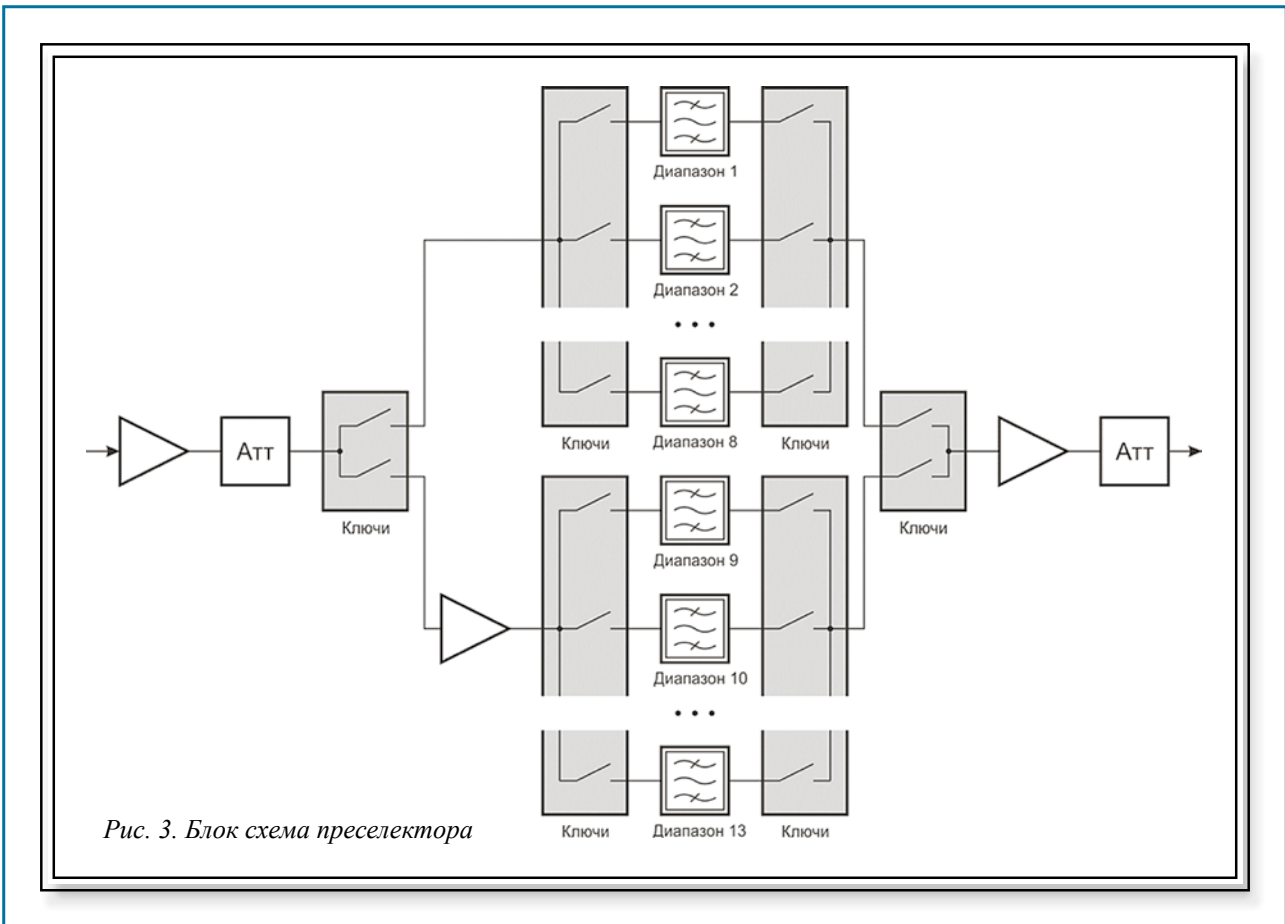 Диапазон 1
Диапазон 2
• • •
Ключи Диапазон 8 Ключи
Атт
Ключи
Ключи
Атт
Диапазон 9
Диапазон 10
• • •
Ключи Диапазон 13 Ключи
Рис. 3. Блок схема преселектора